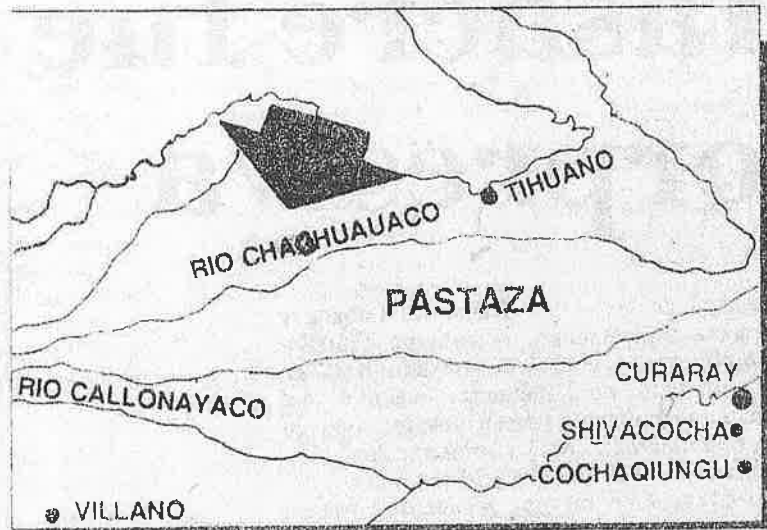 TIHUANO
RIO CHACHUAUACO
PASTAZA
CURARAY
RIO CALLONAYACO
SHIVACOCHA
COCHAQIUNGU
VILLANO